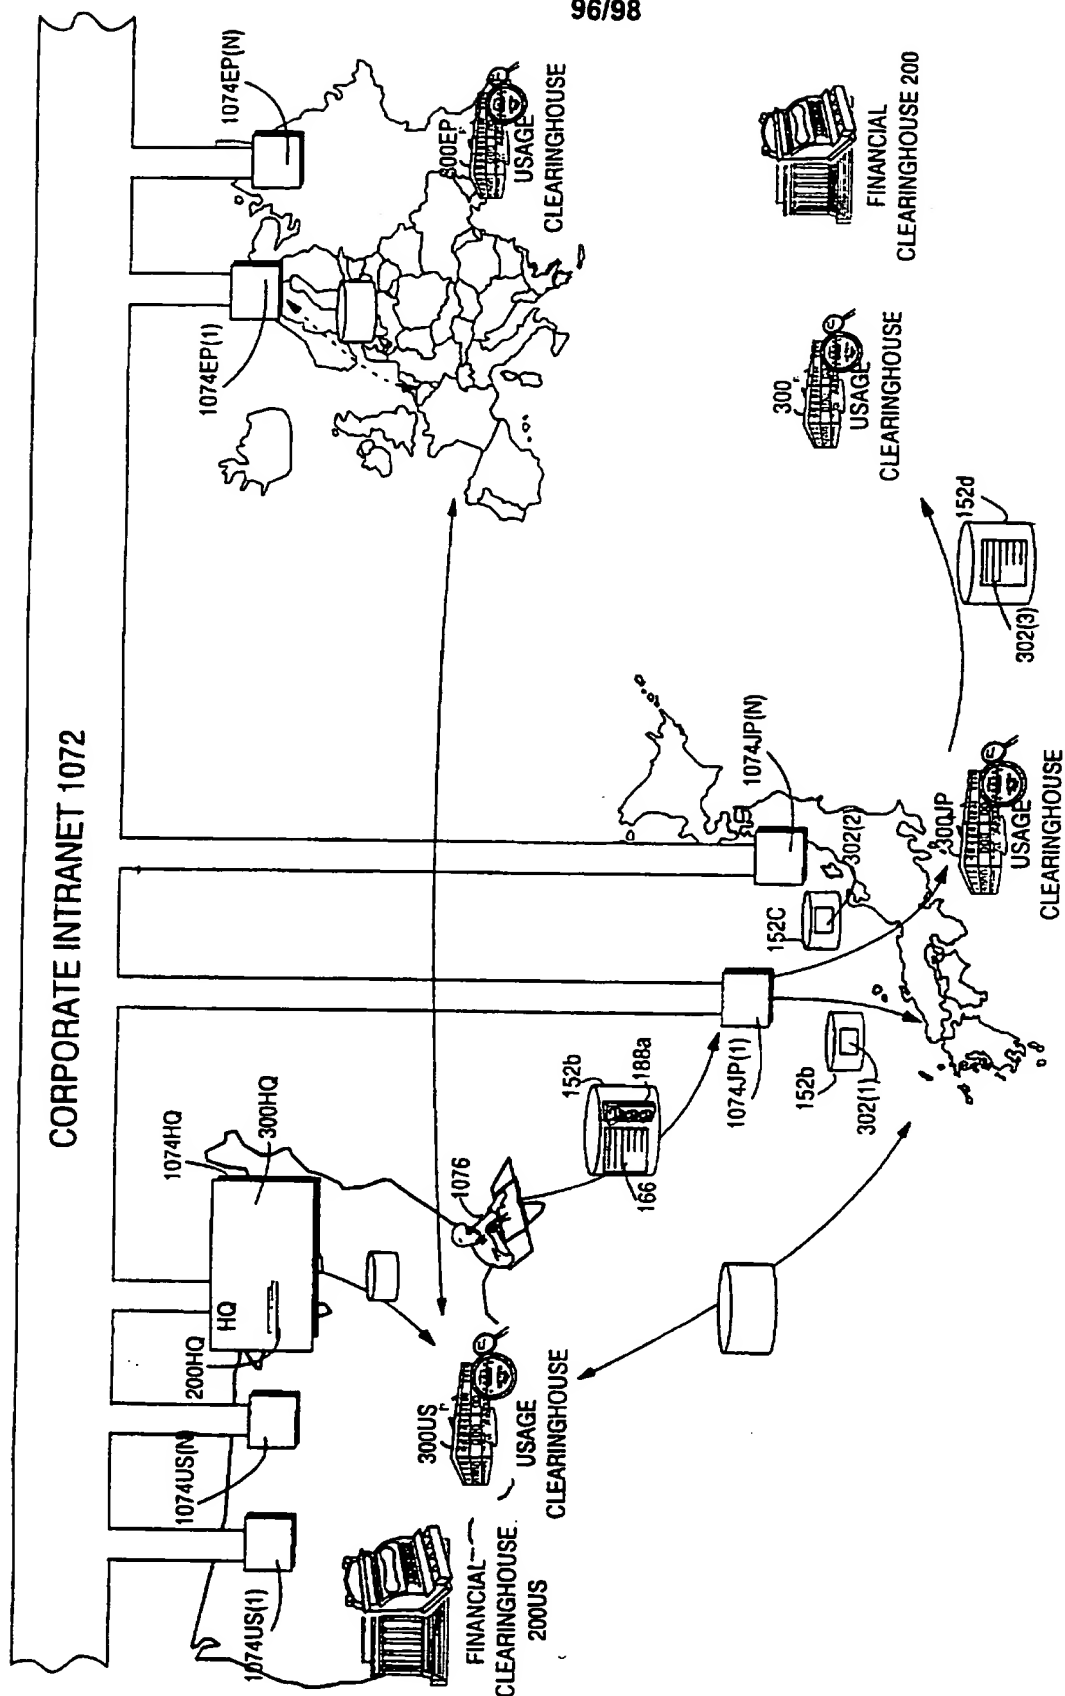 96/98
CORPORATE INTRANET 1072
1074US(1)
1074US(N)
200HQ
HQ
1074HQ
300HQ
1074JP(1)
1074JP(N)
1074EP(1)
1074EP(N)
FINANCIAL
CLEARINGHOUSE
200US
300US
USAGE
CLEARINGHOUSE
1076
152b
188a
166
152b
302(1)
152C
302(2)
300JP
USAGE
CLEARINGHOUSE
152d
302(3)
300EP
USAGE
CLEARINGHOUSE
300
USAGE
CLEARINGHOUSE
FINANCIAL
CLEARINGHOUSE 200